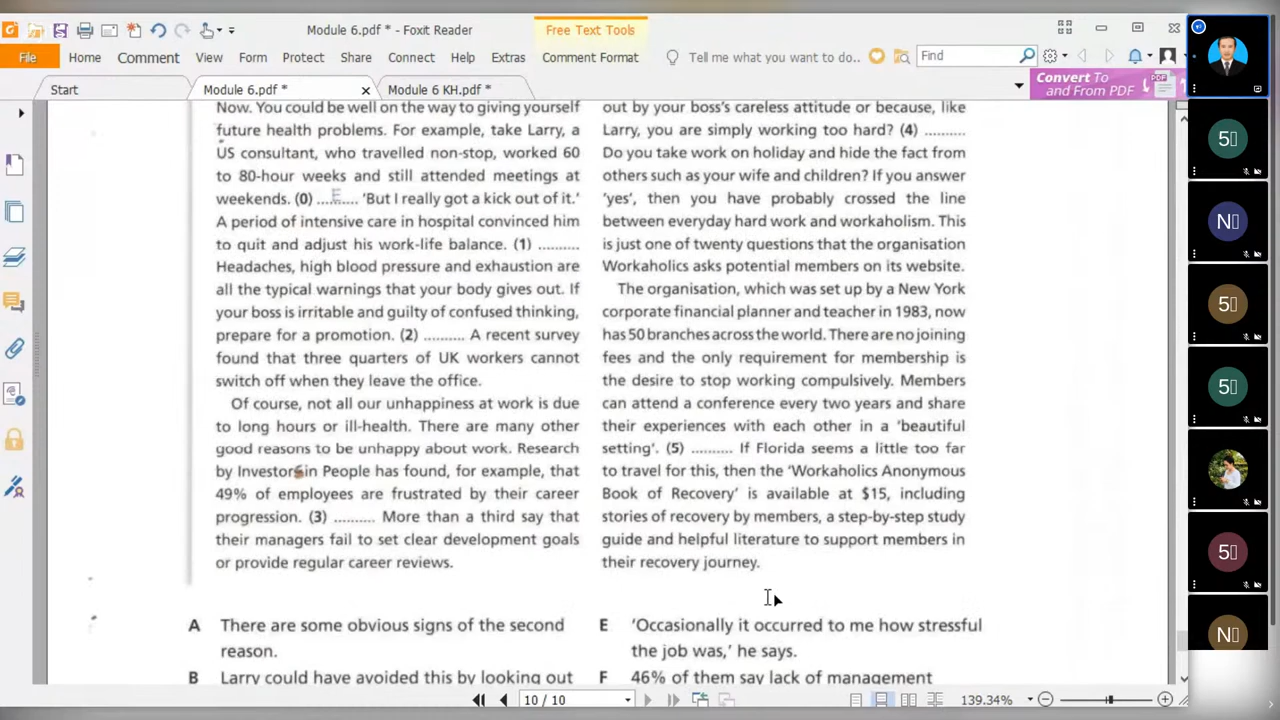 Module 6.pdf * - Foxit Reader
Free Text Tools
File
Home
Comment
View
Form
Protect
Share
Connect
Help
Extras
Comment Format
Tell me what you want to do..
Find
Start
Module 6.pdf *
Module 6 KH.pdf *
Convert To
and From PDF
PDF
Now. You could be well on the way to giving yourself
future health problems. For example, take Larry, a
US consultant, who travelled non-stop, worked 60
to 80-hour weeks and still attended meetings at
weekends. (0) ....E..... 'But I really got a kick out of it.'
A period of intensive care in hospital convinced him
to quit and adjust his work-life balance. (1) ..........
Headaches, high blood pressure and exhaustion are
all the typical warnings that your body gives out. If
your boss is irritable and guilty of confused thinking,
prepare for a promotion. (2) .......... A recent survey
found that three quarters of UK workers cannot
switch off when they leave the office.
Of course, not all our unhappiness at work is due
to long hours or ill-health. There are many other
good reasons to be unhappy about work. Research
by Investors in People has found, for example, that
49% of employees are frustrated by their career
progression. (3) .......... More than a third say that
their managers fail to set clear development goals
or provide regular career reviews.
out by your boss's careless attitude or because, like
Larry, you are simply working too hard? (4) ..........
Do you take work on holiday and hide the fact from
others such as your wife and children? If you answer
'yes', then you have probably crossed the line
between everyday hard work and workaholism. This
is just one of twenty questions that the organisation
Workaholics asks potential members on its website.
The organisation, which was set up by a New York
corporate financial planner and teacher in 1983, now
has 50 branches across the world. There are no joining
fees and the only requirement for membership is
the desire to stop working compulsively. Members
can attend a conference every two years and share
their experiences with each other in a 'beautiful
setting'. (5) .......... If Florida seems a little too far
to travel for this, then the 'Workaholics Anonymous
Book of Recovery' is available at $15, including
stories of recovery by members, a step-by-step study
guide and helpful literature to support members in
their recovery journey.
A There are some obvious signs of the second
reason.
B Larry could have avoided this by looking out
E 'Occasionally it occurred to me how stressful
the job was,' he says.
F 46% of them say lack of management
10 / 10
139.34%
5
N
5
5
5
N